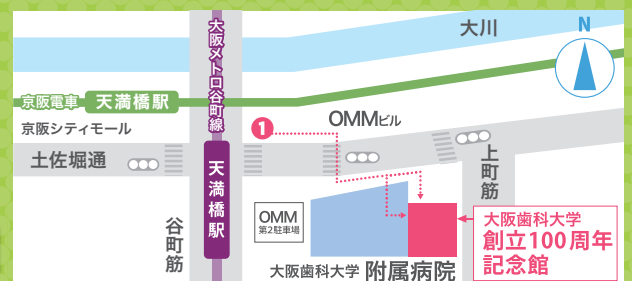 大川
N
大阪メトロ谷町線
京阪電車
天満橋駅
京阪シティモール
1
OMMビル
土佐堀通
天満橋駅
上町筋
谷町筋
OMM
第2駐車場
大阪歯科大学
創立100周年
記念館
大阪歯科大学 附属病院